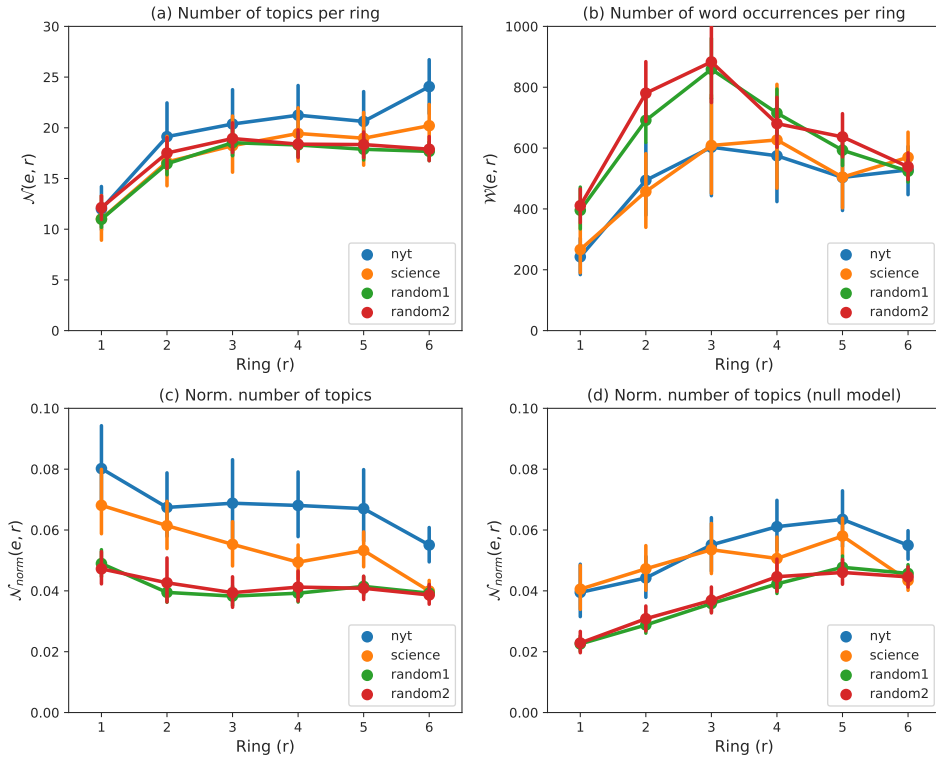 (a) Number of topics per ring
30
25
20
15
10
5
0
𝒩(e, r)
1 2 3 4 5 6
Ring (r)
nyt
science
random1
random2
(b) Number of word occurrences per ring
1000
800
600
400
200
0
𝒲(e, r)
1 2 3 4 5 6
Ring (r)
nyt
science
random1
random2
(c) Norm. number of topics
0.10
0.08
0.06
0.04
0.02
0.00
𝒩norm(e, r)
1 2 3 4 5 6
Ring (r)
nyt
science
random1
random2
(d) Norm. number of topics (null model)
0.10
0.08
0.06
0.04
0.02
0.00
𝒩norm(e, r)
1 2 3 4 5 6
Ring (r)
nyt
science
random1
random2